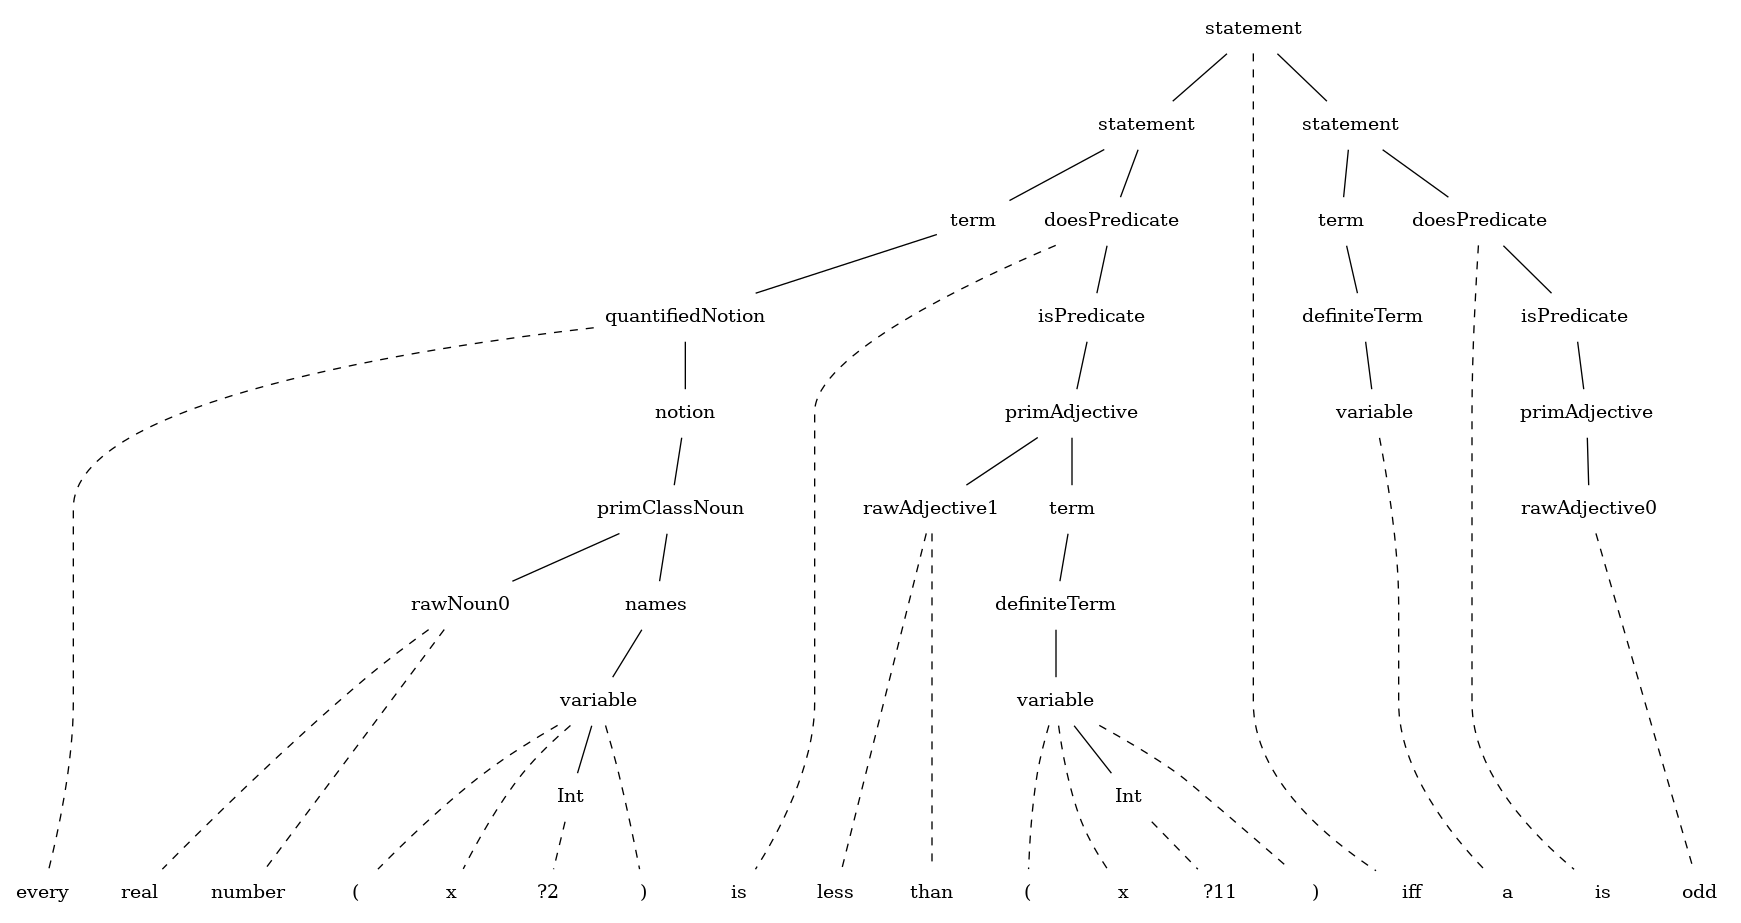 statement
statement statement
term doesPredicate term doesPredicate
quantifiedNotion isPredicate definiteTerm isPredicate
notion primAdjective variable primAdjective
primClassNoun rawAdjective1 term rawAdjective0
rawNoun0 names definiteTerm
variable variable
Int Int
every real number ( x ?2 ) is less than ( x ?11 ) iff a is odd